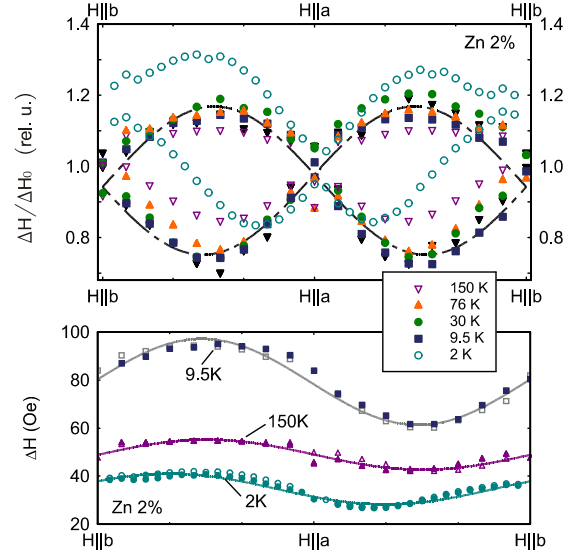 H||b H||a H||b
1.4 1.4
Zn 2%
1.2 1.2
1.0 1.0
0.8 0.8
ΔH / ΔH₀ (rel. u.)
H||b H||a H||b
150 K
76 K
30 K
9.5 K
2 K
100
80
60
40
20
ΔH (Oe)
9.5K
150K
2K
Zn 2%
H||b H||a H||b